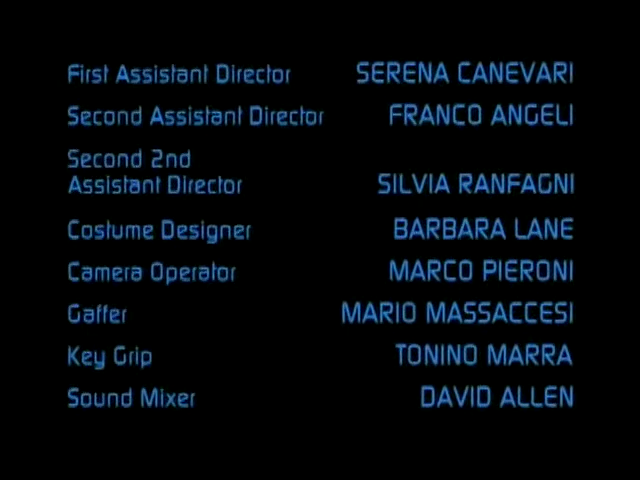 First Assistant Director SERENA CANEVARI
Second Assistant Director FRANCO ANGELI
Second 2nd
Assistant Director SILVIA RANFAGNI
Costume Designer BARBARA LANE
Camera Operator MARCO PIERONI
Gaffer MARIO MASSACCESI
Key Grip TONINO MARRA
Sound Mixer DAVID ALLEN